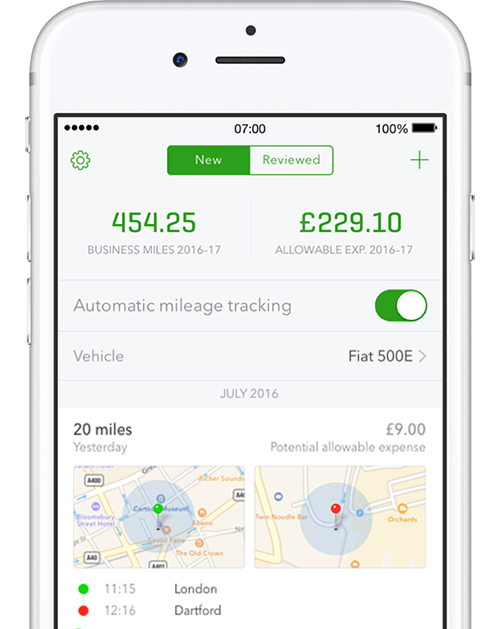 07:00
100%
New
Reviewed
454.25
£229.10
BUSINESS MILES 2016-17
ALLOWABLE EXP. 2016-17
Automatic mileage tracking
Vehicle
Fiat 500E
JULY 2016
20 miles
£9.00
Yesterday
Potential allowable expense
A400
Bicher Sounds
Bloomsbury
Street Hotel
Museum
Abeno
The Old Crown
A40
A401
Twin Noodle Bar
Orchards
11:15
London
12:16
Dartford